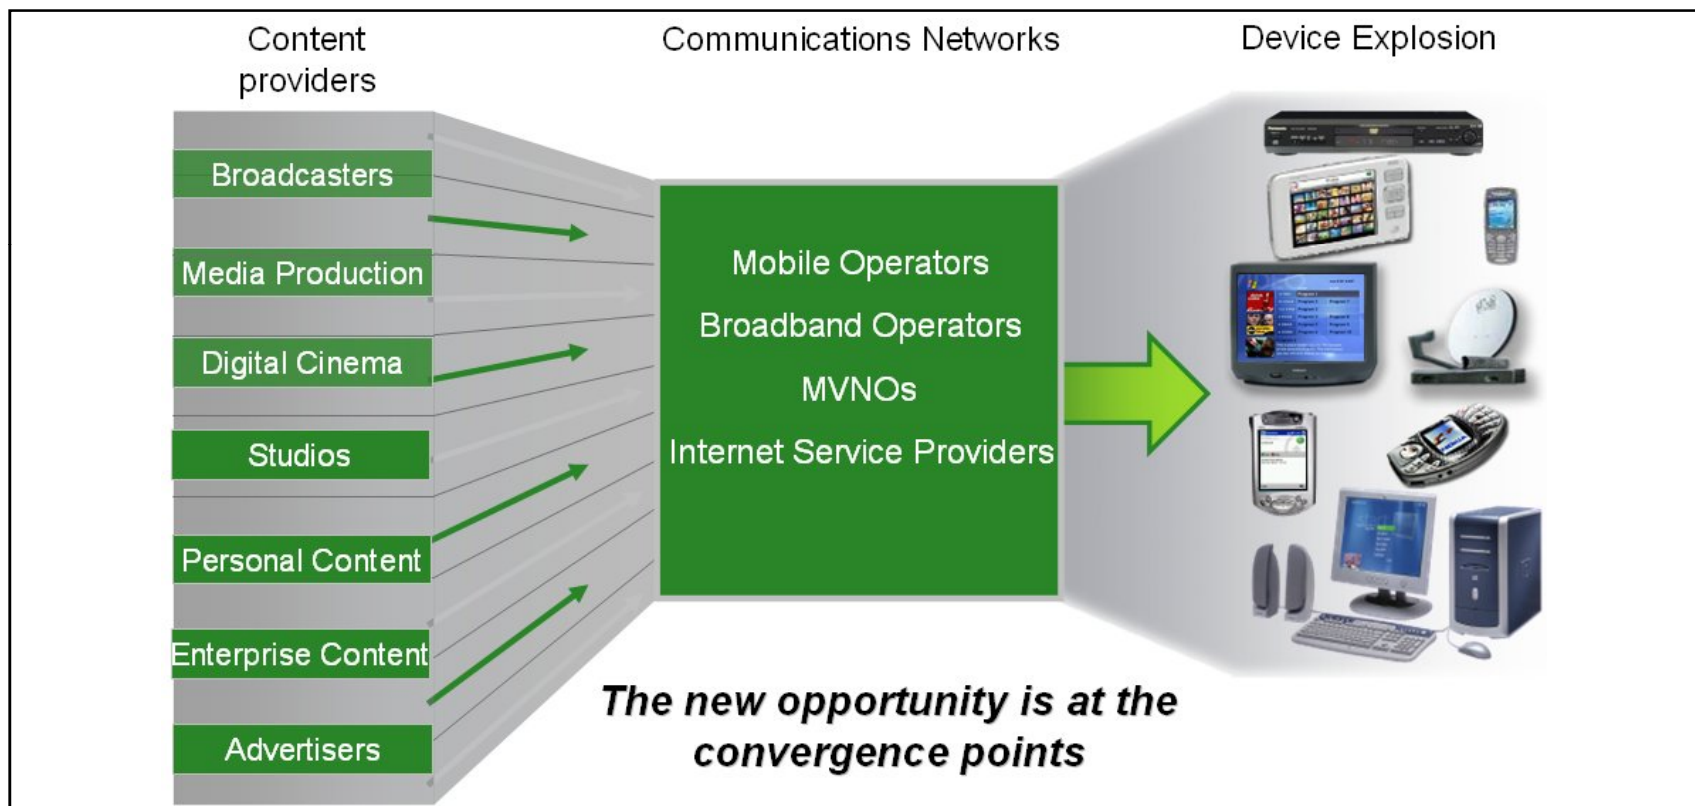 Content
providers
Communications Networks
Device Explosion
Broadcasters
Media Production
Digital Cinema
Studios
Personal Content
Enterprise Content
Advertisers
Mobile Operators
Broadband Operators
MVNOs
Internet Service Providers
The new opportunity is at the
convergence points